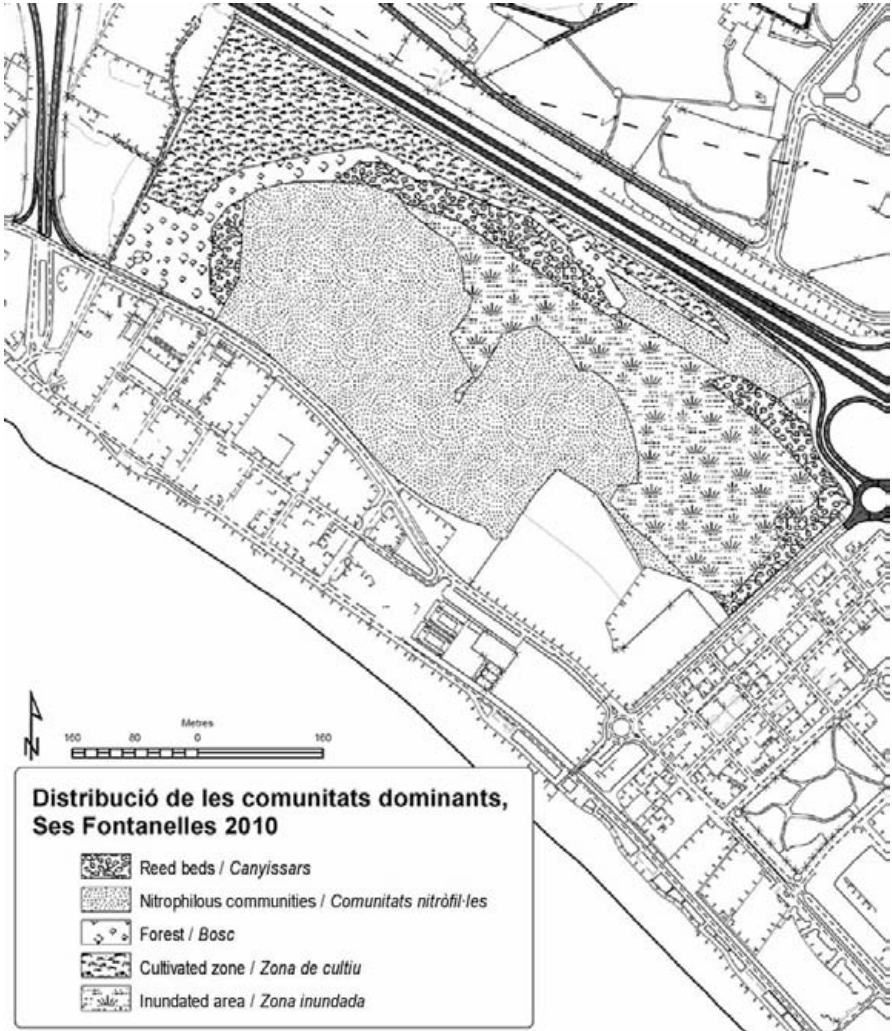 N
Metres
160 80 0 160
Distribució de les comunitats dominants,
Ses Fontanelles 2010
Reed beds / Canyissars
Nitrophilous communities / Comunitats nitròfil·les
Forest / Bosc
Cultivated zone / Zona de cultiu
Inundated area / Zona inundada